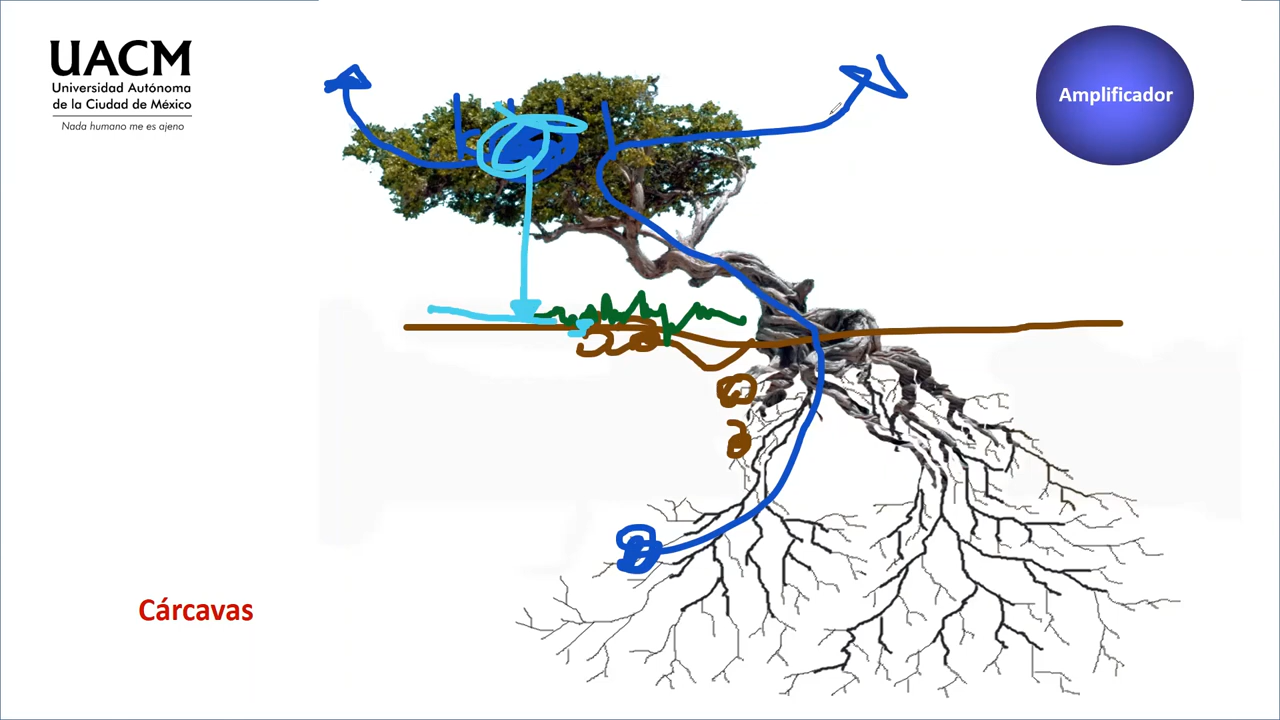 UACM
Universidad Autónoma
de la Ciudad de México
Nada humano me es ajeno
Amplificador
Cárcavas